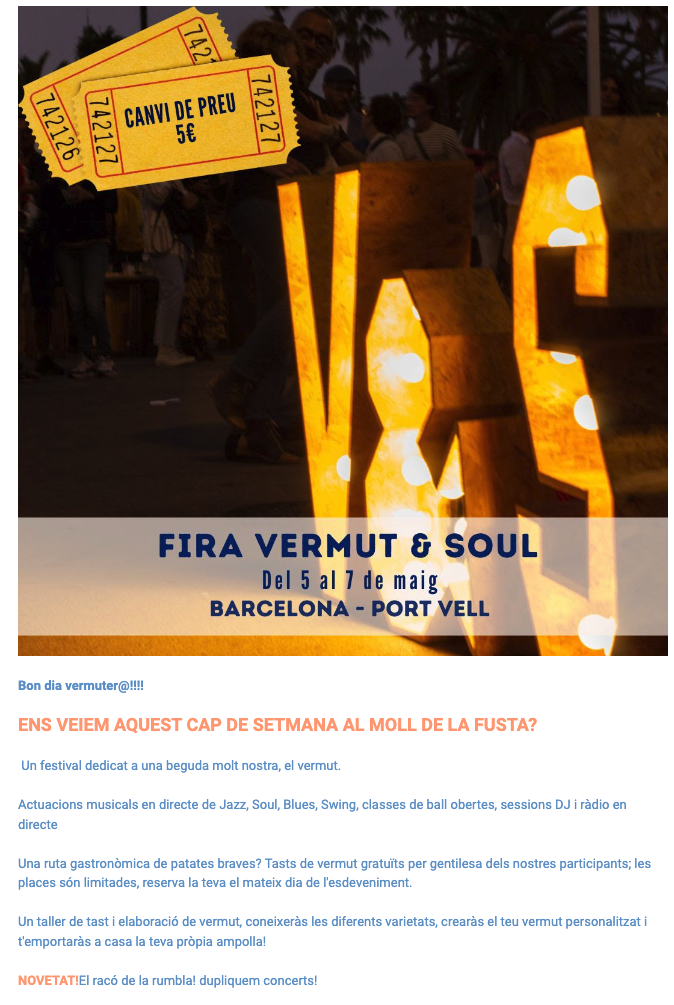 742
742126
742127
CANVI DE PREU
5€
742127
V&S
FIRA VERMUT & SOUL
Del 5 al 7 de maig
BARCELONA - PORT VELL
Bon dia vermuter@!!!!
ENS VEIEM AQUEST CAP DE SETMANA AL MOLL DE LA FUSTA?
Un festival dedicat a una beguda molt nostra, el vermut.
Actuacions musicals en directe de Jazz, Soul, Blues, Swing, classes de ball obertes, sessions DJ i ràdio en
directe
Una ruta gastronòmica de patates braves? Tasts de vermut gratuïts per gentilesa dels nostres participants; les
places són limitades, reserva la teva el mateix dia de l'esdeveniment.
Un taller de tast i elaboració de vermut, coneixeràs les diferents varietats, crearàs el teu vermut personalitzat i
t'emportaràs a casa la teva pròpia ampolla!
NOVETAT!El racó de la rumbla! dupliquem concerts!